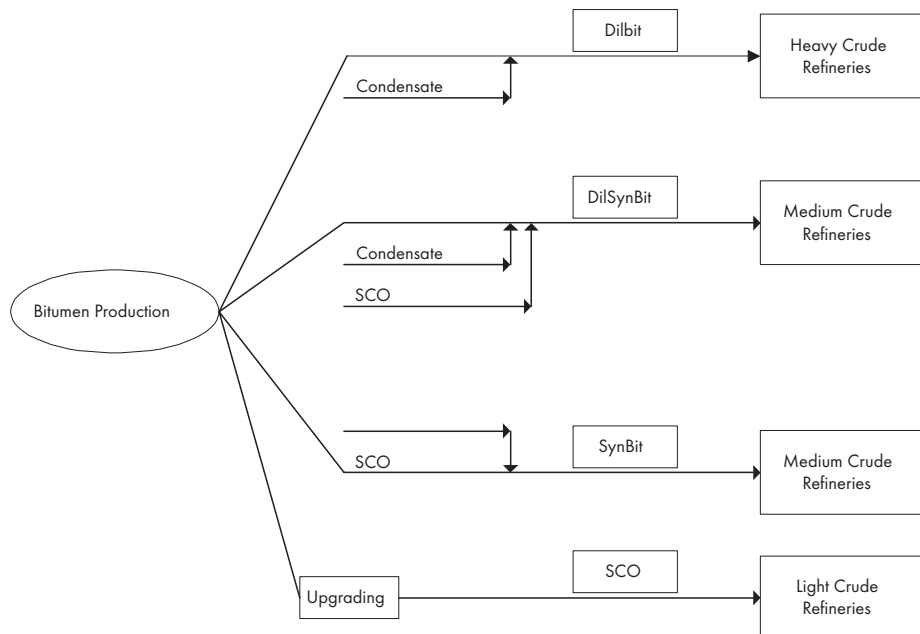 Dilbit
Heavy Crude
Refineries
Condensate
DilSynBit
Medium Crude
Refineries
Condensate
SCO
Bitumen Production
SynBit
Medium Crude
Refineries
SCO
SCO
Light Crude
Refineries
Upgrading